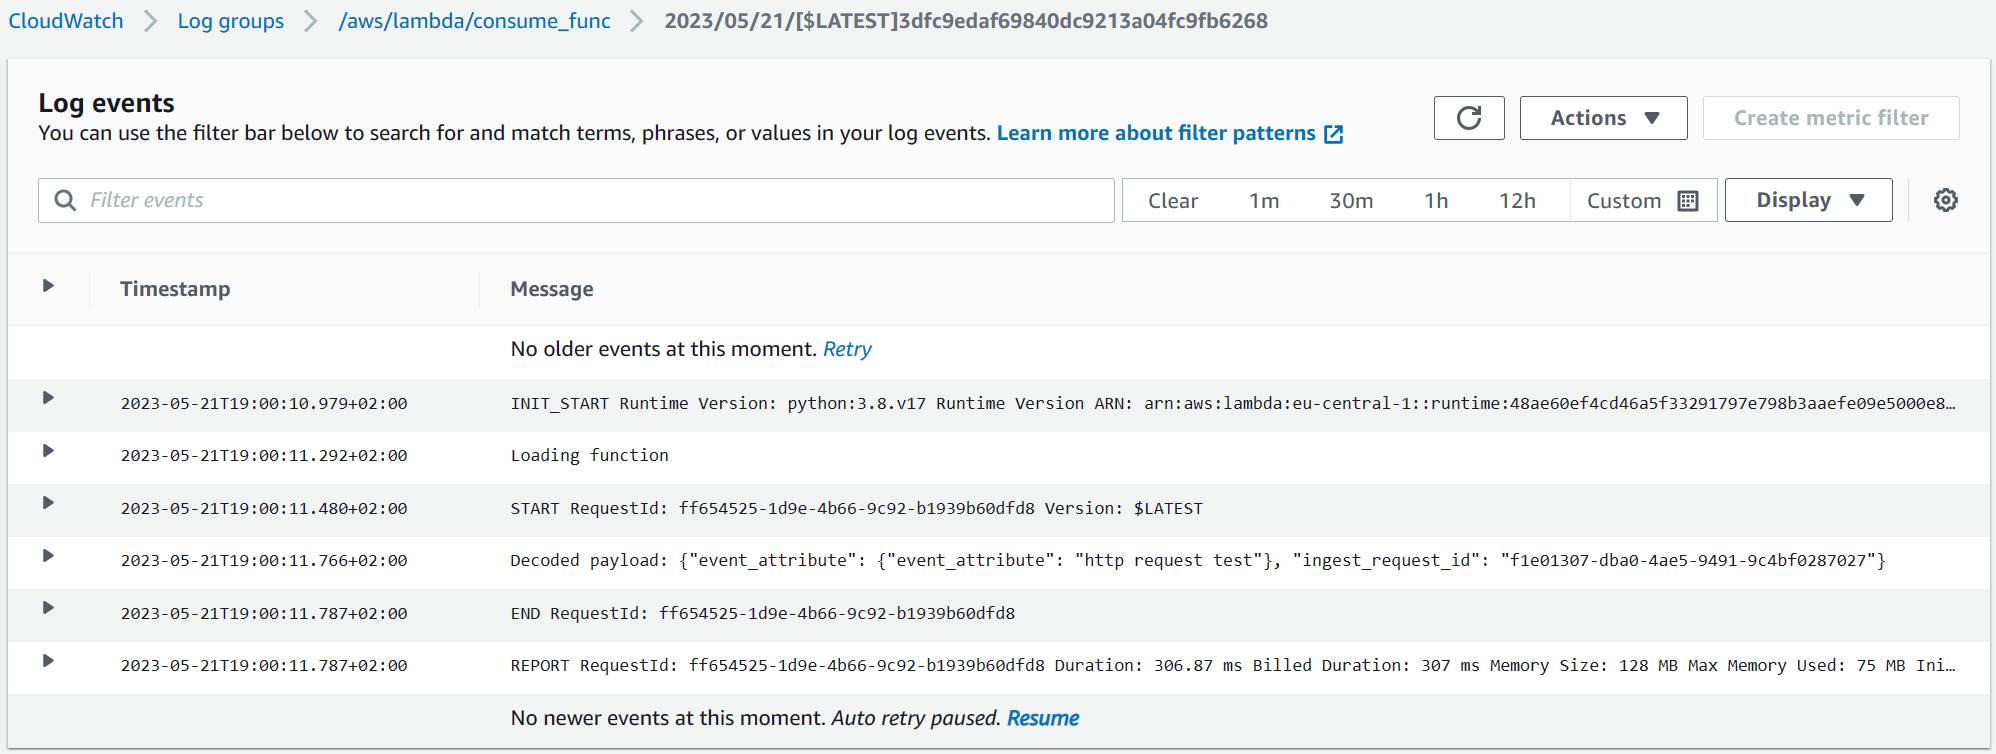 CloudWatch Log groups /aws/lambda/consume_func 2023/05/21/[$LATEST]3dfc9edaf69840dc9213a04fc9fb6268
Log events
You can use the filter bar below to search for and match terms, phrases, or values in your log events. Learn more about filter patterns
Actions Create metric filter
Filter events Clear 1m 30m 1h 12h Custom Display
Timestamp Message
No older events at this moment. Retry
2023-05-21T19:00:10.979+02:00 INIT_START Runtime Version: python:3.8.v17 Runtime Version ARN: arn:aws:lambda:eu-central-1::runtime:48ae60ef4cd46a5f33291797e798b3aaefe09e5000e8…
2023-05-21T19:00:11.292+02:00 Loading function
2023-05-21T19:00:11.480+02:00 START RequestId: ff654525-1d9e-4b66-9c92-b1939b60dfd8 Version: $LATEST
2023-05-21T19:00:11.766+02:00 Decoded payload: {"event_attribute": {"event_attribute": "http request test"}, "ingest_request_id": "f1e01307-dba0-4ae5-9491-9c4bf0287027"}
2023-05-21T19:00:11.787+02:00 END RequestId: ff654525-1d9e-4b66-9c92-b1939b60dfd8
2023-05-21T19:00:11.787+02:00 REPORT RequestId: ff654525-1d9e-4b66-9c92-b1939b60dfd8 Duration: 306.87 ms Billed Duration: 307 ms Memory Size: 128 MB Max Memory Used: 75 MB Ini…
No newer events at this moment. Auto retry paused. Resume